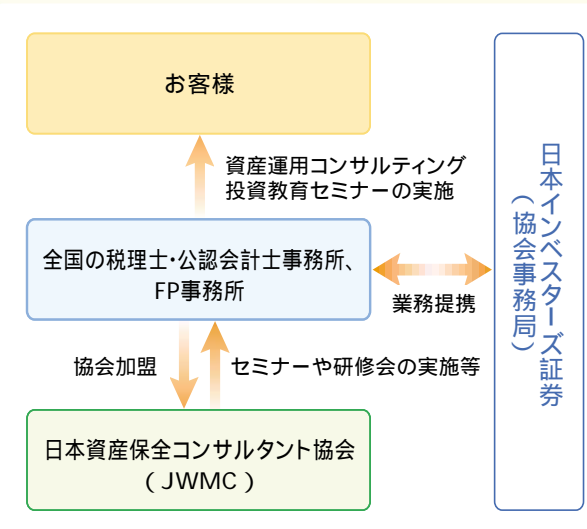 お客様
資産運用コンサルティング
投資教育セミナーの実施
全国の税理士・公認会計士事務所、
FP事務所
業務提携
日本インベスターズ証券
（協会事務局）
協会加盟
セミナーや研修会の実施等
日本資産保全コンサルタント協会
（JWMC）